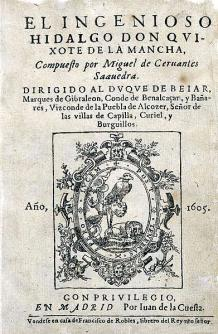 EL INGENIOSO
HIDALGO DON QVI-
XOTE DE LA MANCHA,
Compuesto por Miguel de Ceruantes
Saauedra.
DIRIGIDO AL DVQVE DE BEIAR,
Marques de Gibraleon, Conde de Benalcaçar, y Baña-
res, Vizconde de la Puebla de Alcozer, Señor de
las villas de Capilla, Curiel, y
Burguillos.
Año, 1605.
CON PRIVILEGIO,
EN MADRID Por Iuan de la Cuesta.
Vendese en casa de Francisco de Robles, librero del Rey nro señor.